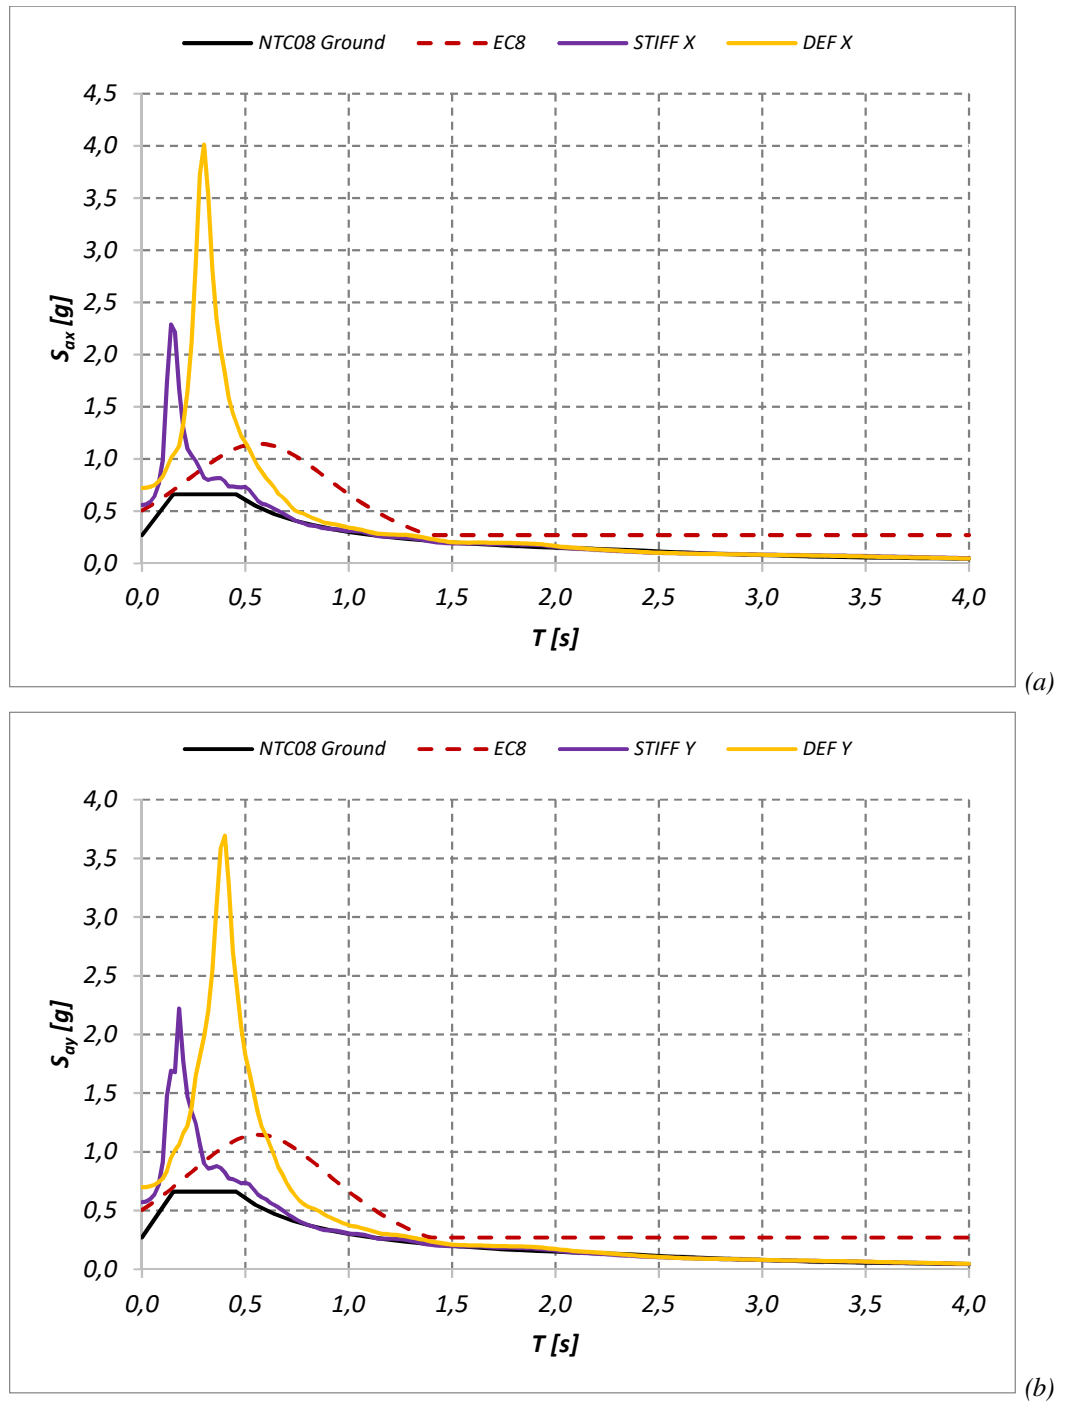 NTC08 Ground EC8 STIFF X DEF X
4,5
4,0
3,5
3,0
2,5
2,0
1,5
1,0
0,5
0,0
Sax [g]
0,0 0,5 1,0 1,5 2,0 2,5 3,0 3,5 4,0
T [s]
(a)
NTC08 Ground EC8 STIFF Y DEF Y
4,0
3,5
3,0
2,5
2,0
1,5
1,0
0,5
0,0
Say [g]
0,0 0,5 1,0 1,5 2,0 2,5 3,0 3,5 4,0
T [s]
(b)